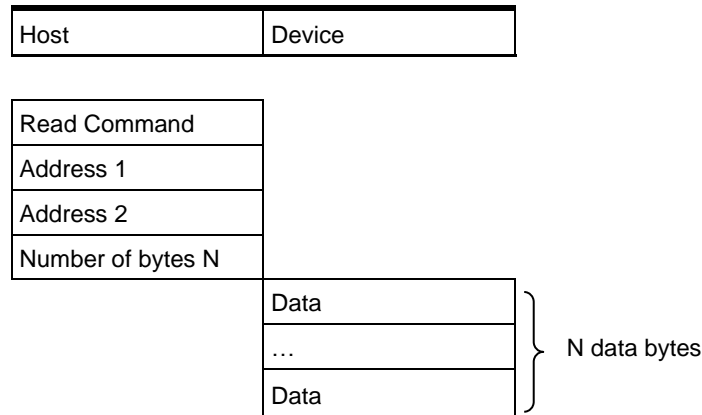 Host Device
Read Command
Address 1
Address 2
Number of bytes N
Data
…
N data bytes
Data